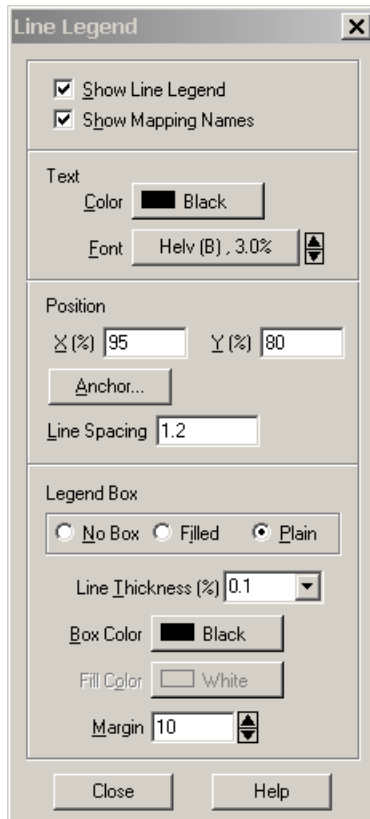 Line Legend
Show Line Legend
Show Mapping Names
Text
Color Black
Font Helv (B) , 3.0%
Position
X (%) 95 Y (%) 80
Anchor...
Line Spacing 1.2
Legend Box
No Box Filled Plain
Line Thickness (%) 0.1
Box Color Black
Fill Color White
Margin 10
Close Help